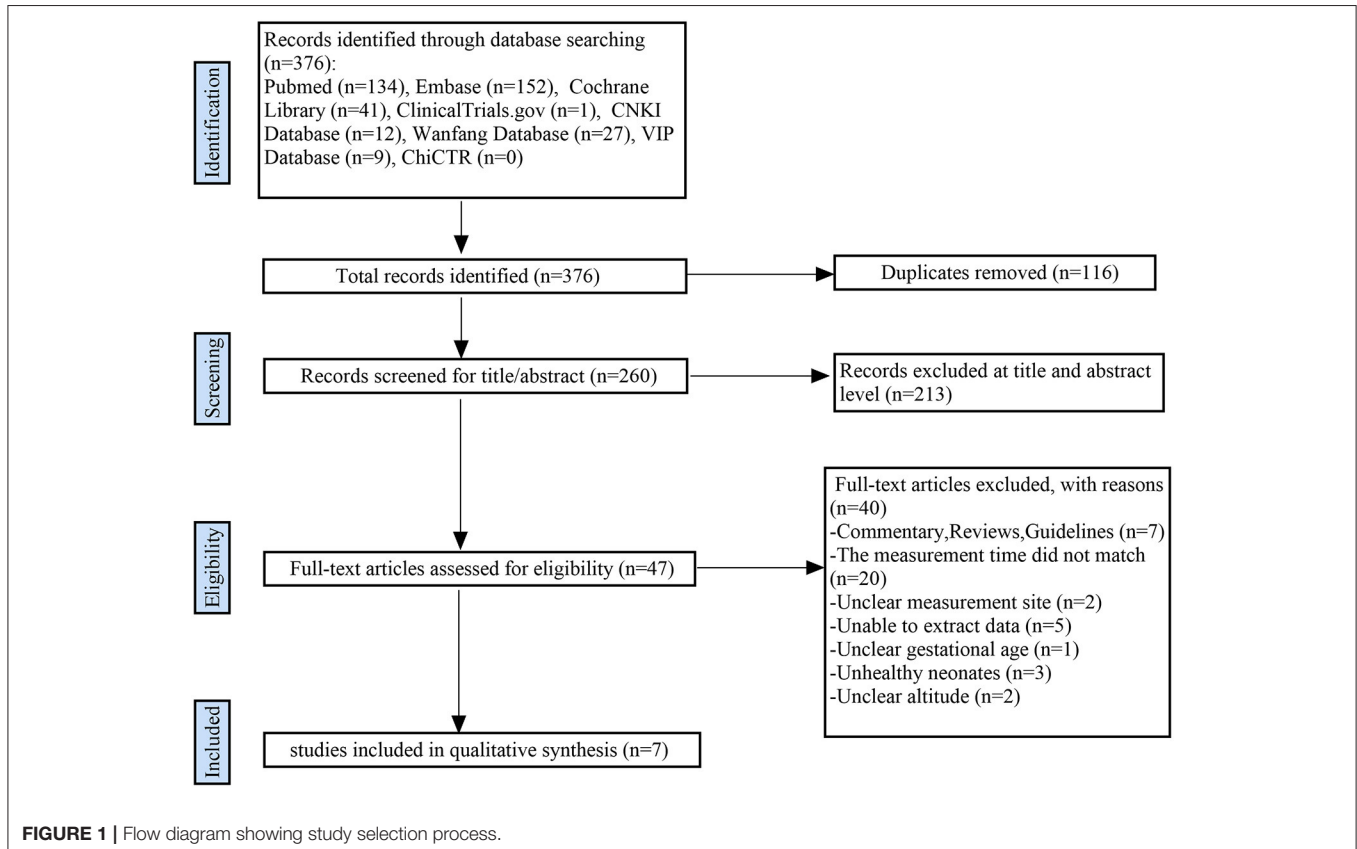 Identification
Records identified through database searching
(n=376):
Pubmed (n=134), Embase (n=152), Cochrane
Library (n=41), ClinicalTrials.gov (n=1), CNKI
Database (n=12), Wanfang Database (n=27), VIP
Database (n=9), ChiCTR (n=0)
Total records identified (n=376)
Duplicates removed (n=116)
Screening
Records screened for title/abstract (n=260)
Records excluded at title and abstract
level (n=213)
Eligibility
Full-text articles assessed for eligibility (n=47)
Full-text articles excluded, with reasons
(n=40)
-Commentary,Reviews,Guidelines (n=7)
-The measurement time did not match
(n=20)
-Unclear measurement site (n=2)
-Unable to extract data (n=5)
-Unclear gestational age (n=1)
-Unhealthy neonates (n=3)
-Unclear altitude (n=2)
Included
studies included in qualitative synthesis (n=7)
FIGURE 1 | Flow diagram showing study selection process.